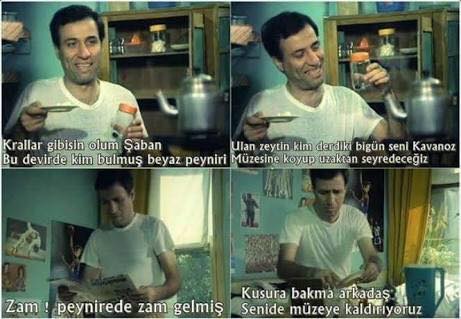 Krallar gibisin olum Şaban
Bu devirde kim bulmuş beyaz peyniri
Ulan zeytin kim derdiki bigün seni Kavanoz
Müzesine koyup uzaktan seyredeceğiz
Zam ! peynirede zam gelmiş
Kusura bakma arkadaş
Senide müzeye kaldırıyoruz